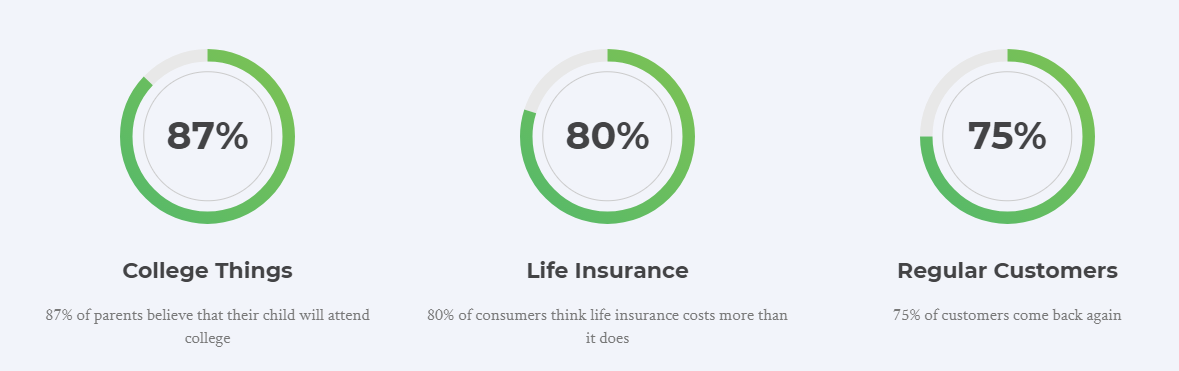 87%
80%
75%
College Things
Life Insurance
Regular Customers
87% of parents believe that their child will attend
college
80% of consumers think life insurance costs more than
it does
75% of customers come back again